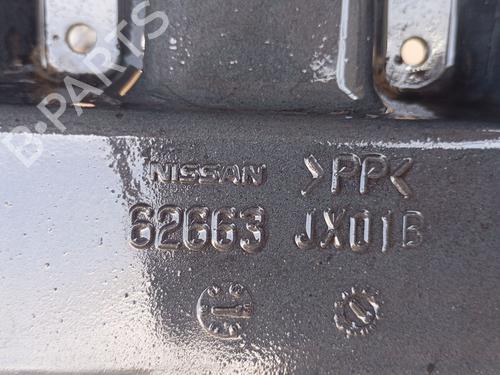 B-PARTS
NISSAN >PP<
62663 JX01B